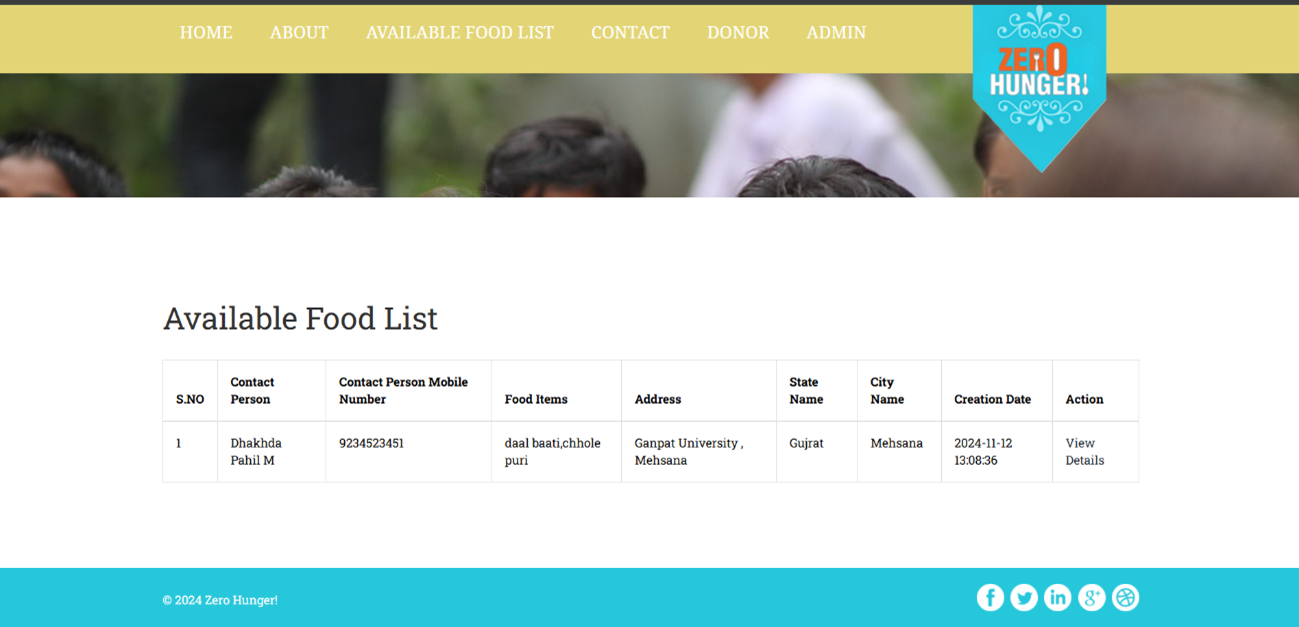 HOME ABOUT AVAILABLE FOOD LIST CONTACT DONOR ADMIN
ZERO
HUNGER!
Available Food List
S.NO Contact Person Contact Person Mobile Number Food Items Address State Name City Name Creation Date Action
1 Dhakhda Pahil M 9234523451 daal baati,chhole puri Ganpat University , Mehsana Gujrat Mehsana 2024-11-12 13:08:36 View Details
© 2024 Zero Hunger!